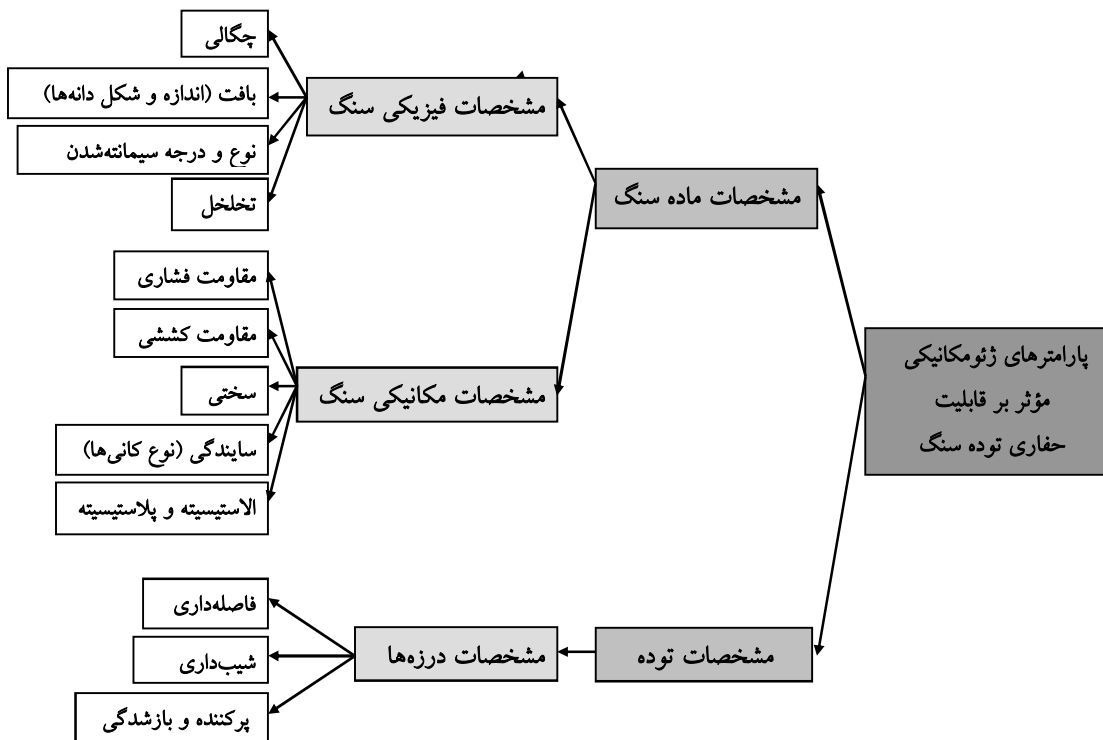 پارامترهای ژئومکانیکی
مؤثر بر قابلیت
حفاری توده سنگ
مشخصات ماده سنگ
مشخصات فیزیکی سنگ
چگالی
بافت (اندازه و شکل دانه‌ها)
نوع و درجه سیمانته‌شدن
تخلخل
مشخصات مکانیکی سنگ
مقاومت فشاری
مقاومت کششی
سختی
سایندگی (نوع کانی‌ها)
الاستیسیته و پلاستیسیته
مشخصات توده
مشخصات درزه‌ها
فاصله‌داری
شیب‌داری
پرکننده و بازشدگی